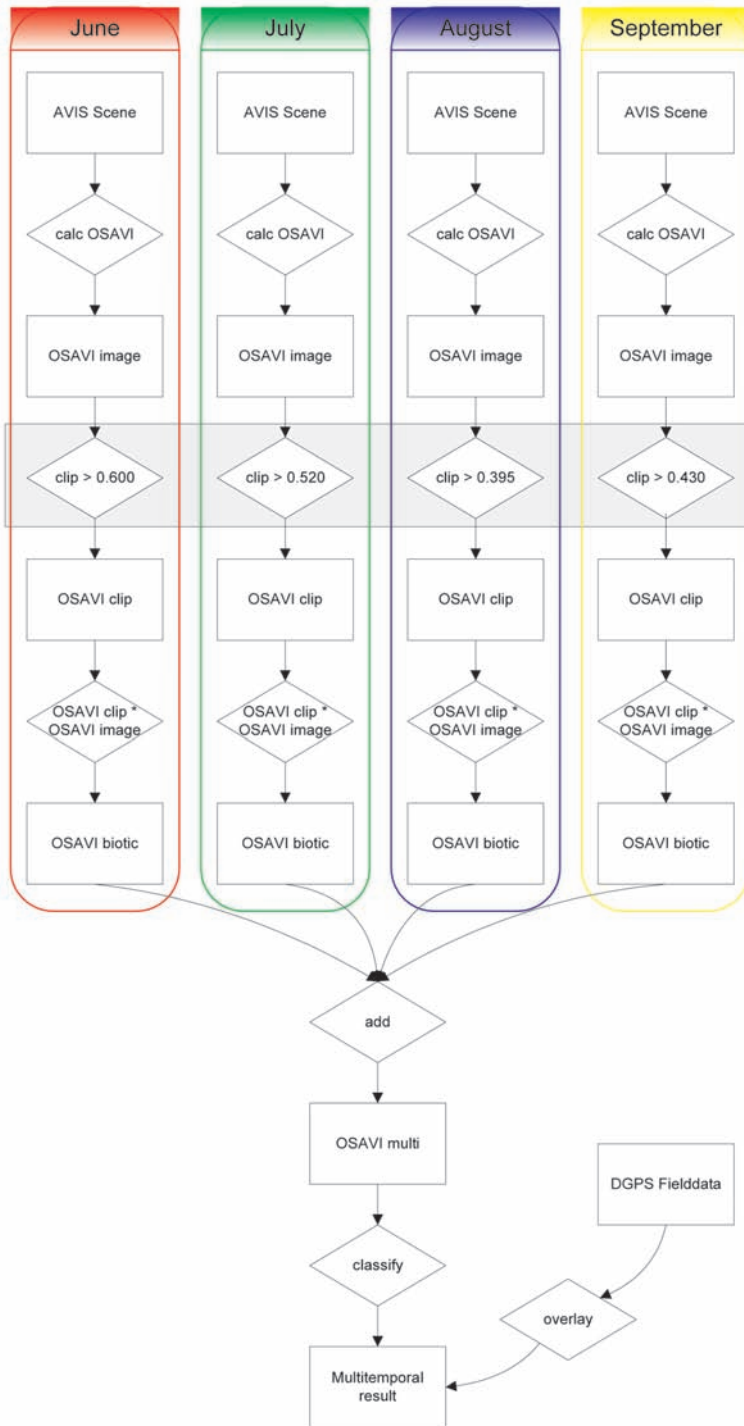 June
July
August
September
AVIS Scene
AVIS Scene
AVIS Scene
AVIS Scene
calc OSAVI
calc OSAVI
calc OSAVI
calc OSAVI
OSAVI image
OSAVI image
OSAVI image
OSAVI image
clip > 0.600
clip > 0.520
clip > 0.395
clip > 0.430
OSAVI clip
OSAVI clip
OSAVI clip
OSAVI clip
OSAVI clip *
OSAVI image
OSAVI clip *
OSAVI image
OSAVI clip *
OSAVI image
OSAVI clip *
OSAVI image
OSAVI biotic
OSAVI biotic
OSAVI biotic
OSAVI biotic
add
OSAVI multi
DGPS Fielddata
classify
overlay
Multitemporal
result